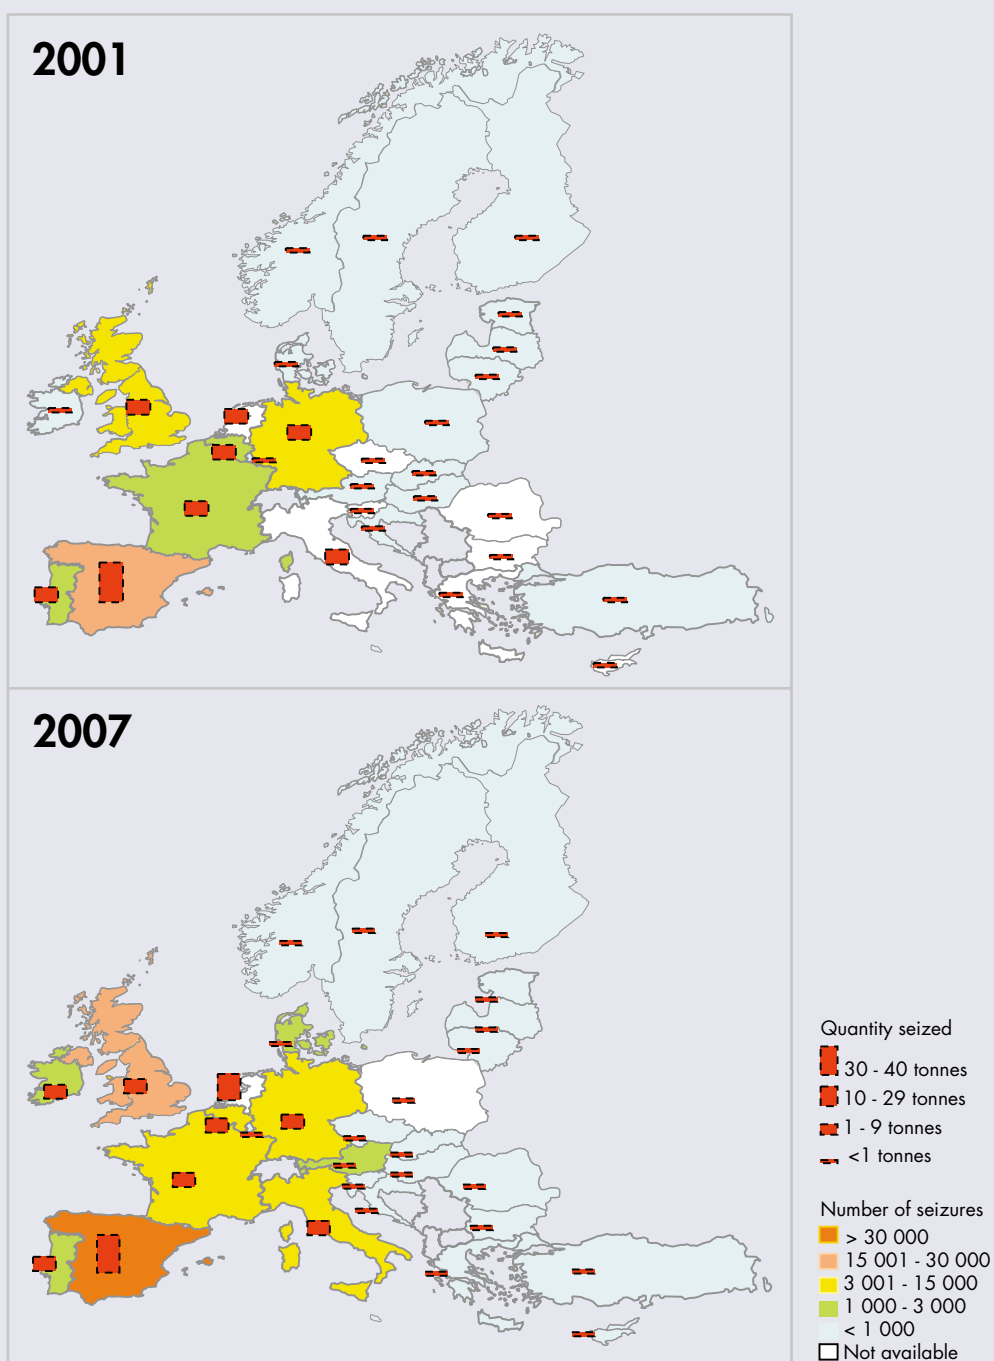 2001
2007
Quantity seized
30 - 40 tonnes
10 - 29 tonnes
1 - 9 tonnes
<1 tonnes
Number of seizures
> 30 000
15 001 - 30 000
3 001 - 15 000
1 000 - 3 000
< 1 000
Not available